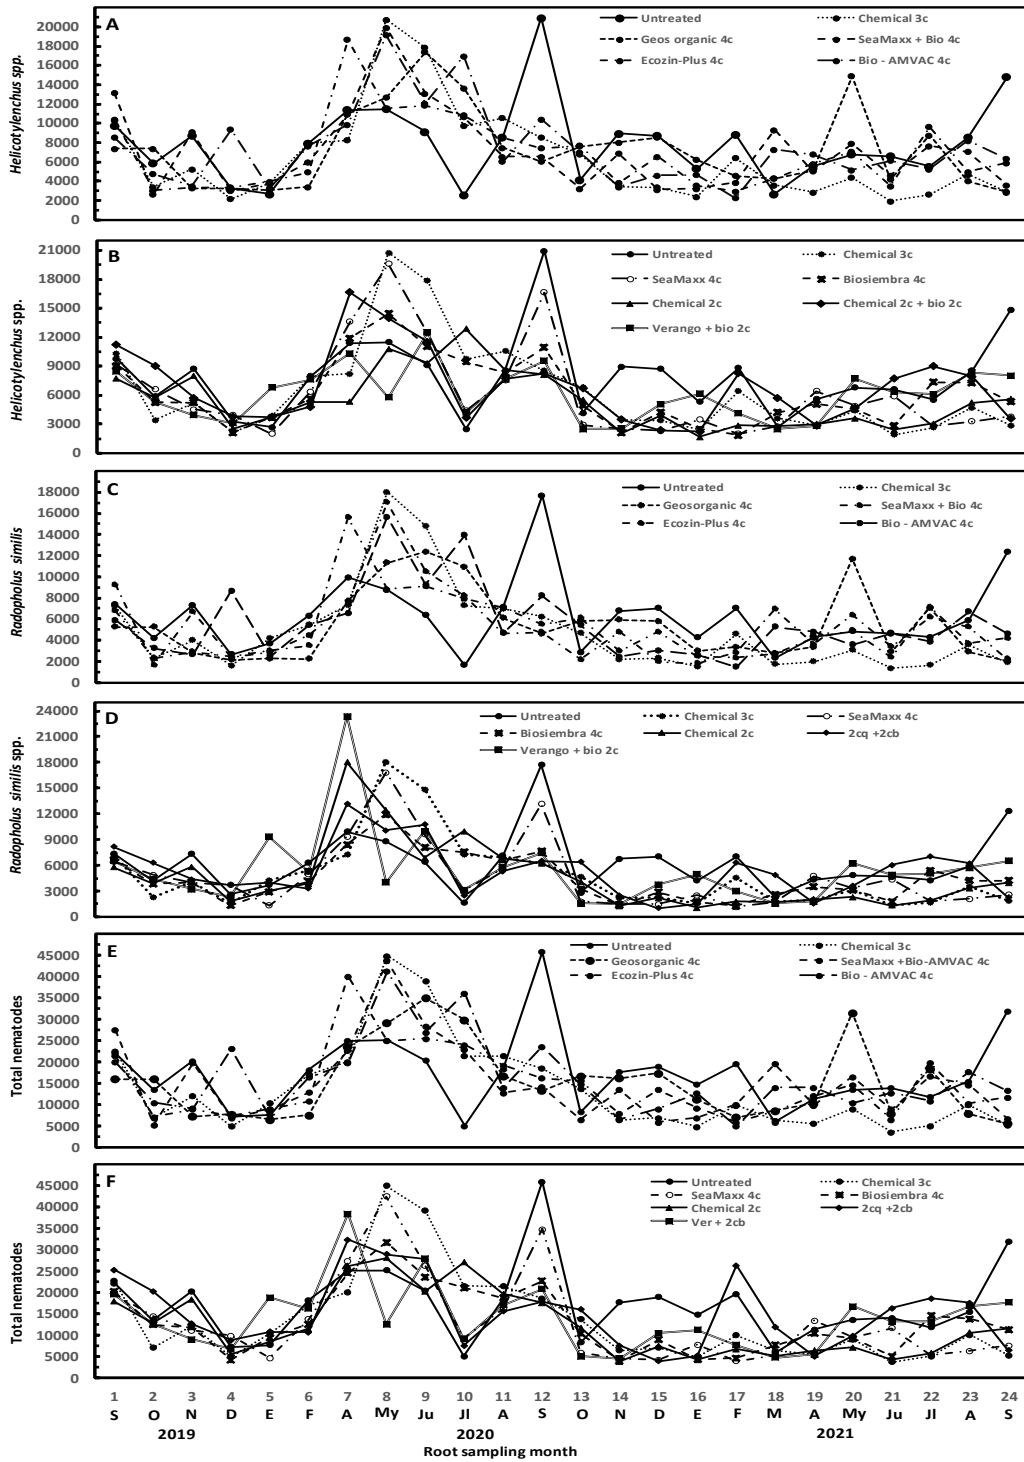 A
Helicotylenchus spp.
Untreated
Chemical 3c
Geos organic 4c
SeaMaxx + Bio 4c
Ecozin-Plus 4c
Bio - AMVAC 4c
20000
18000
16000
14000
12000
10000
8000
6000
4000
2000
0
B
Helicotylenchus spp.
Untreated
Chemical 3c
SeaMaxx 4c
Biosiembra 4c
Chemical 2c
Chemical 2c + bio 2c
Verango + bio 2c
21000
18000
15000
12000
9000
6000
3000
0
C
Radopholus similis
Untreated
Chemical 3c
Geosorganic 4c
SeaMaxx + Bio 4c
Ecozin-Plus 4c
Bio - AMVAC 4c
18000
16000
14000
12000
10000
8000
6000
4000
2000
0
D
Radopholus similis spp.
Untreated
Chemical 3c
SeaMaxx 4c
Biosiembra 4c
Chemical 2c
2cq +2cb
Verango + bio 2c
24000
21000
18000
15000
12000
9000
6000
3000
0
E
Total nematodes
Untreated
Chemical 3c
Geosorganic 4c
SeaMaxx +Bio-AMVAC 4c
Ecozin-Plus 4c
Bio - AMVAC 4c
45000
40000
35000
30000
25000
20000
15000
10000
5000
0
F
Total nematodes
Untreated
Chemical 3c
SeaMaxx 4c
Biosiembra 4c
Chemical 2c
2cq +2cb
Ver + 2cb
45000
40000
35000
30000
25000
20000
15000
10000
5000
0
1 2 3 4 5 6 7 8 9 10 11 12 13 14 15 16 17 18 19 20 21 22 23 24
S O N D E F A My Ju Jl A S O N D E F M A My Ju Jl A S
2019 2020 2021
Root sampling month